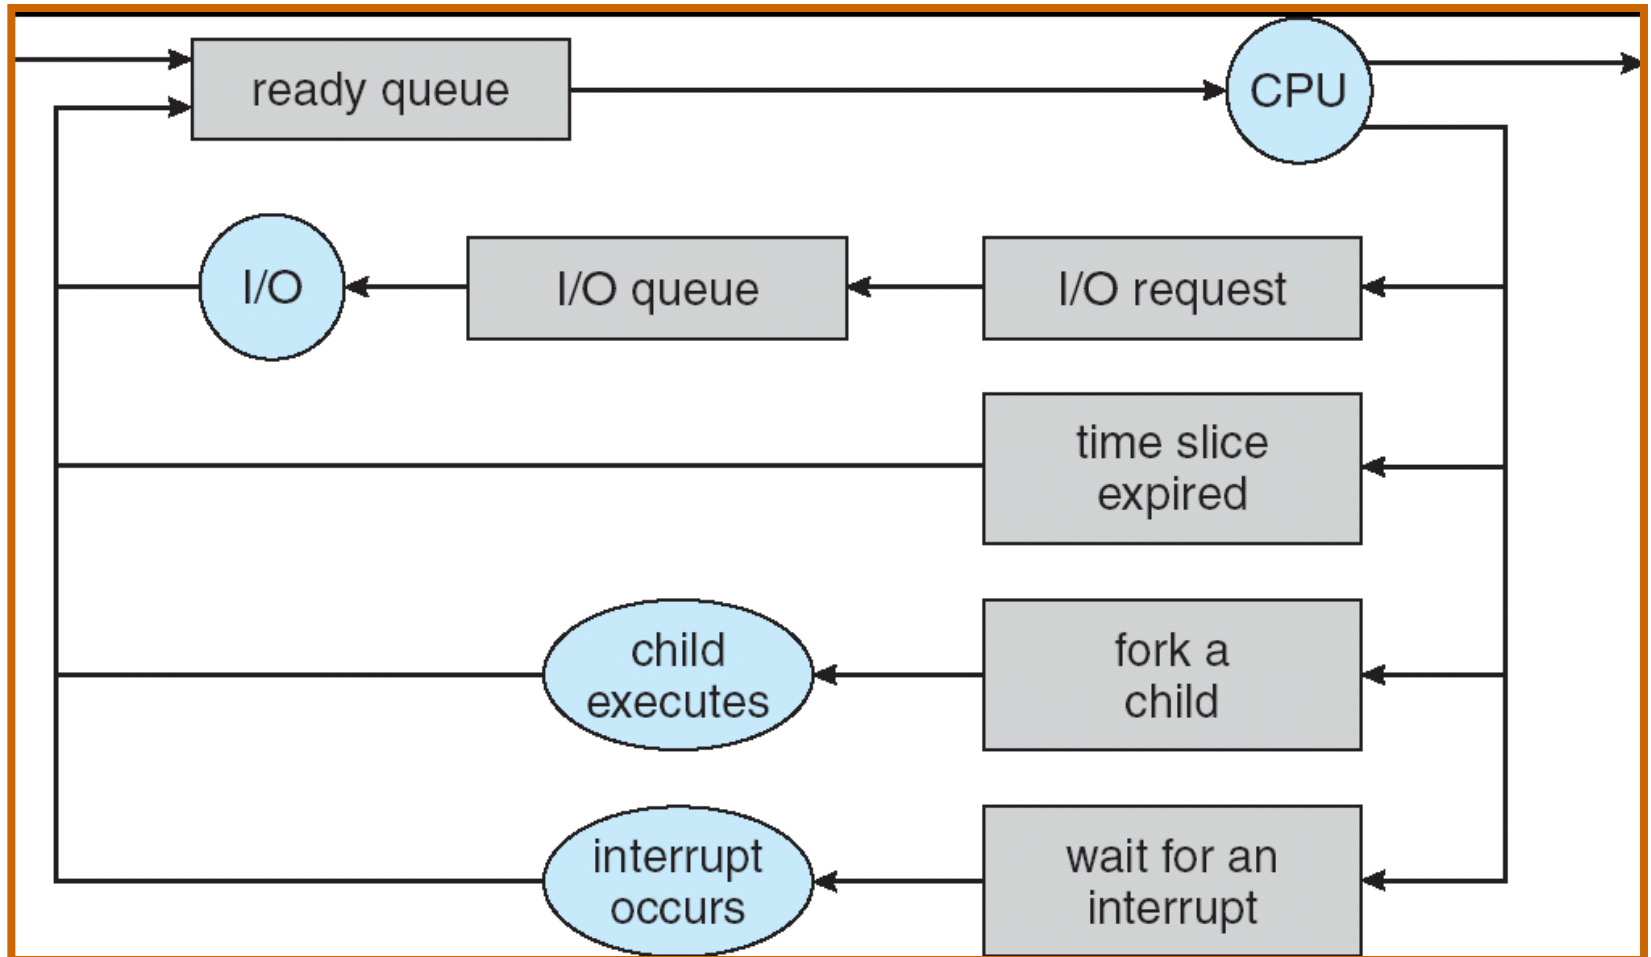 ready queue
CPU
I/O
I/O queue
I/O request
time slice
expired
child
executes
fork a
child
interrupt
occurs
wait for an
interrupt